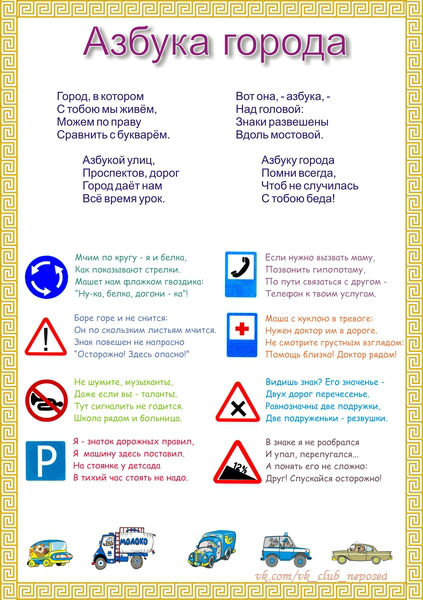 Азбука города
Город, в котором
С тобою мы живём,
Можем по праву
Сравнить с букварём.
Вот она, - азбука, -
Над головой:
Знаки развешены
Вдоль мостовой.
Азбукой улиц,
Проспектов, дорог
Город даёт нам
Всё время урок.
Азбуку города
Помни всегда,
Чтоб не случилась
С тобою беда!
Мчим по кругу - я и белка,
Как показывают стрелки.
Машет нам флажком гвоздика:
"Ну-ка, белка, догони - ка"!
Если нужно вызвать маму,
Позвонить гипопотаму,
По пути связаться с другом -
Телефон к твоим услугам.
Боре горе и не снится:
Он по скользким листьям мчится.
Знак повешен не напрасно
"Осторожно! Здесь опасно!"
Маша с куклою в тревоге:
Нужен доктор им в дороге.
Не смотрите грустным взглядом:
Помощь близко! Доктор рядом!
Не шумите, музыканты,
Даже если вы - таланты.
Тут сигналить не годится.
Школа рядом и больница.
Видишь знак? Его значенье -
Двух дорог пересеченье.
Равнозначны две подружки,
Две подруженьки - резвушки.
P
Я - знаток дорожных правил,
Я машину здесь поставил.
На стоянке у детсада
В тихий час стоять не надо.
12%
В знаке я не разобрался
И упал, перепугался...
А понять его не сложно:
Друг! Спускайся осторожно!
МОЛОКО
vk.com/vk_club_neposed